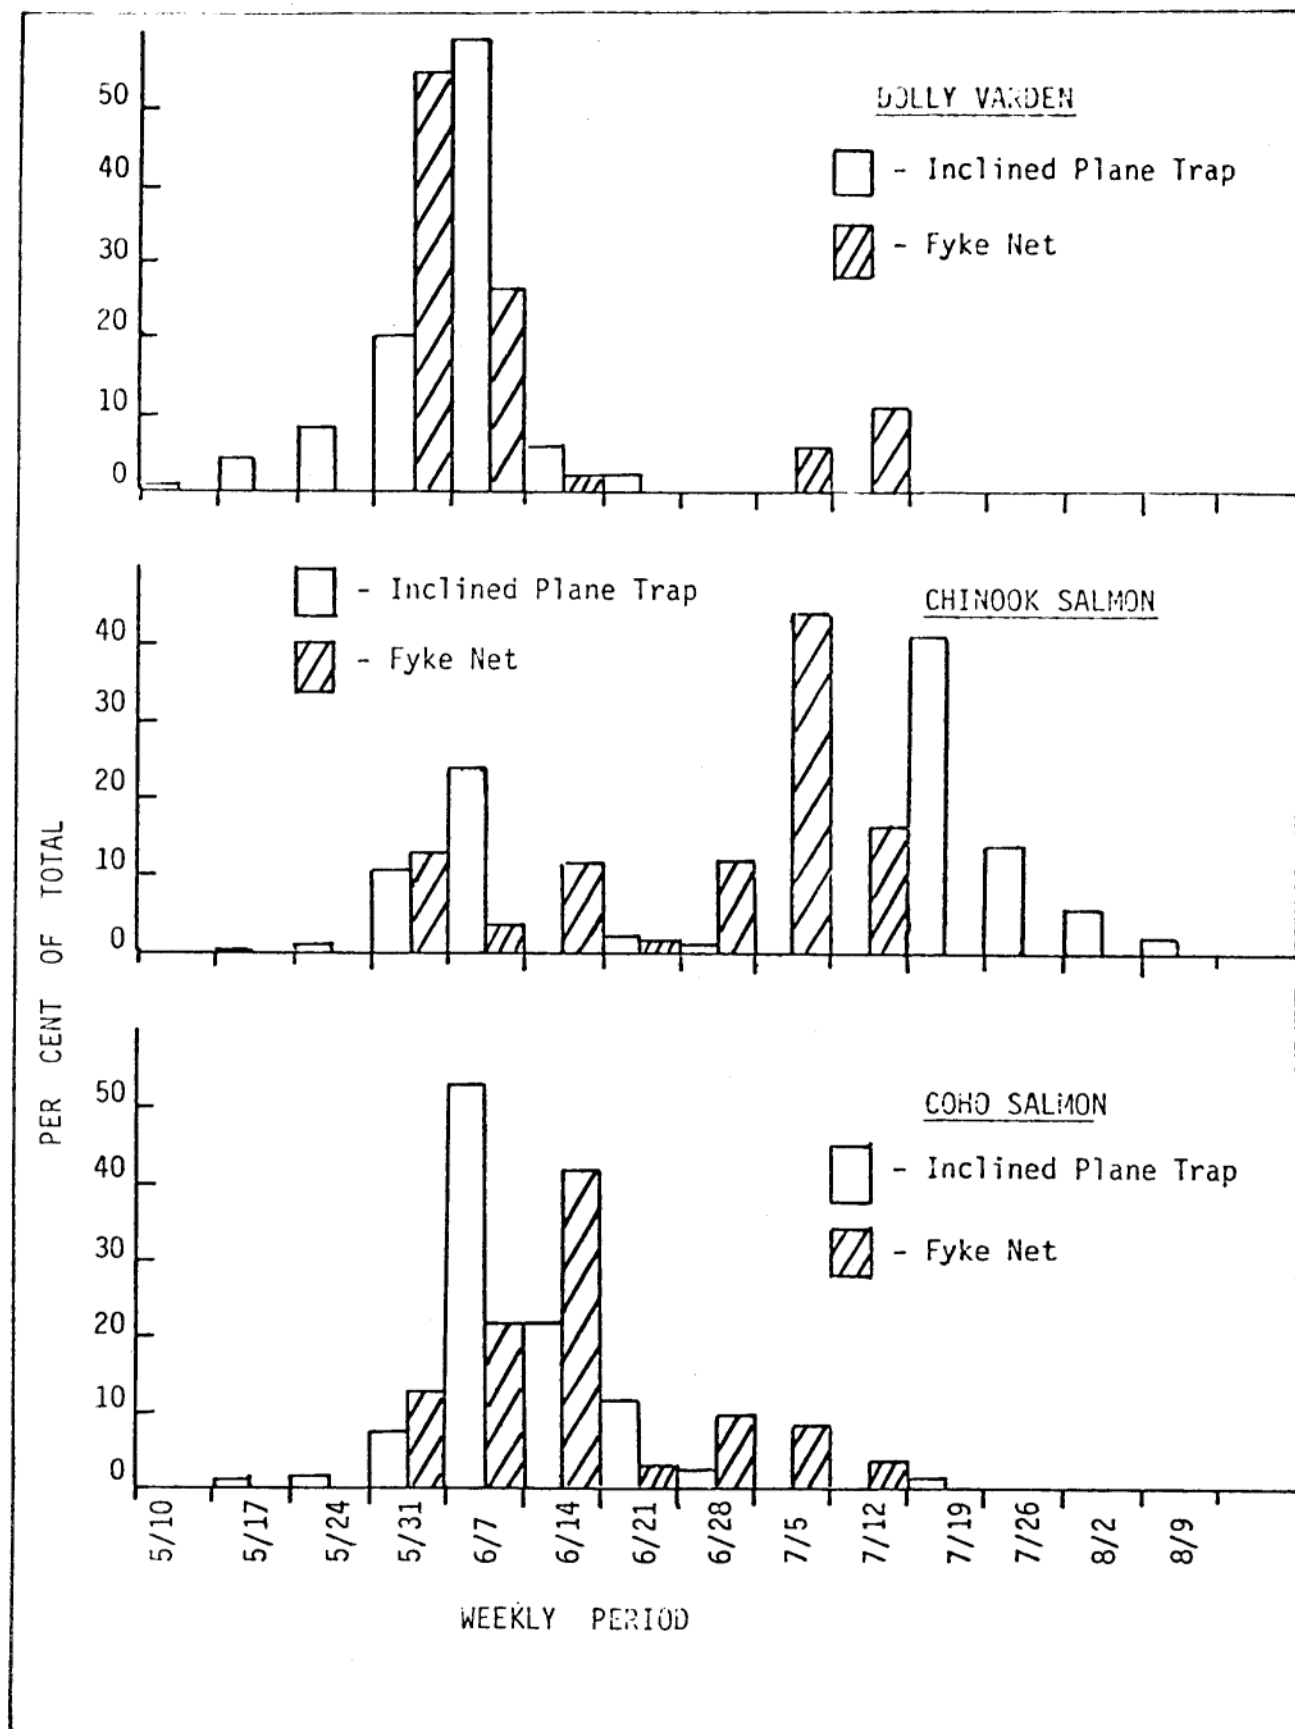 DOLLY VARDEN
- Inclined Plane Trap
- Fyke Net
50
40
30
20
10
0
- Inclined Plane Trap
- Fyke Net
CHINOOK SALMON
40
30
20
10
0
PER CENT OF TOTAL
COHO SALMON
- Inclined Plane Trap
- Fyke Net
50
40
30
20
10
0
5/10 5/17 5/24 5/31 6/7 6/14 6/21 6/28 7/5 7/12 7/19 7/26 8/2 8/9
WEEKLY PERIOD